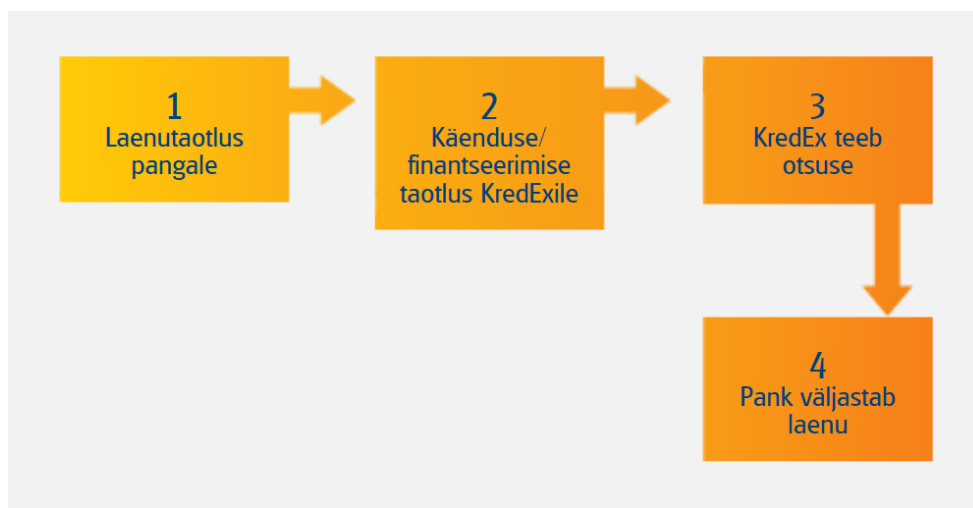 1
Laenutaotlus
pangale
2
Käenduse/
finantseerimise
taotlus KredExile
3
KredEx teeb
otsuse
4
Pank väljastab
laenu